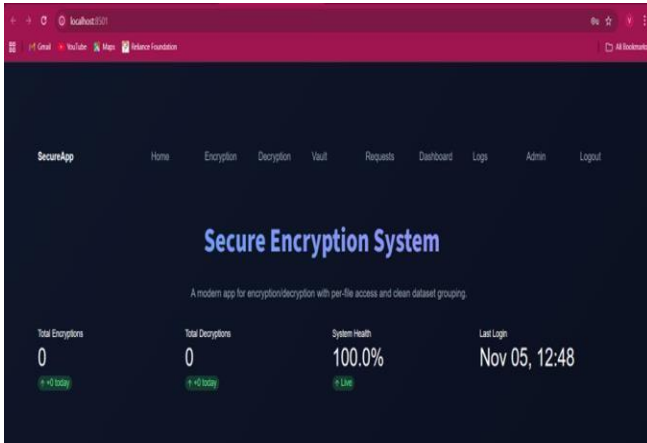 localhost:8501
Gmail YouTube Maps Reliance Foundation All Bookmarks
SecureApp Home Encryption Decryption Vault Requests Dashboard Logs Admin Logout
Secure Encryption System
A modern app for encryption/decryption with per-file access and clean dataset grouping.
Total Encryptions Total Decryptions System Health Last Login
0 0 100.0% Nov 05, 12:48
↑ +0 today ↑ +0 today ↑ Live